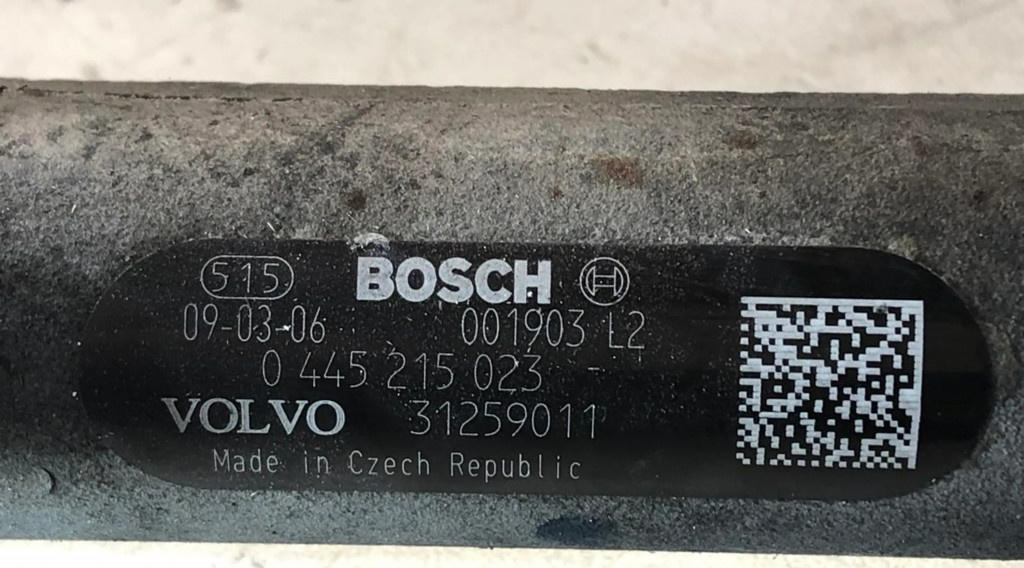 515 BOSCH
09-03-06 001903 L2
0 445 215 023 -
VOLVO 31259011
Made in Czech Republic